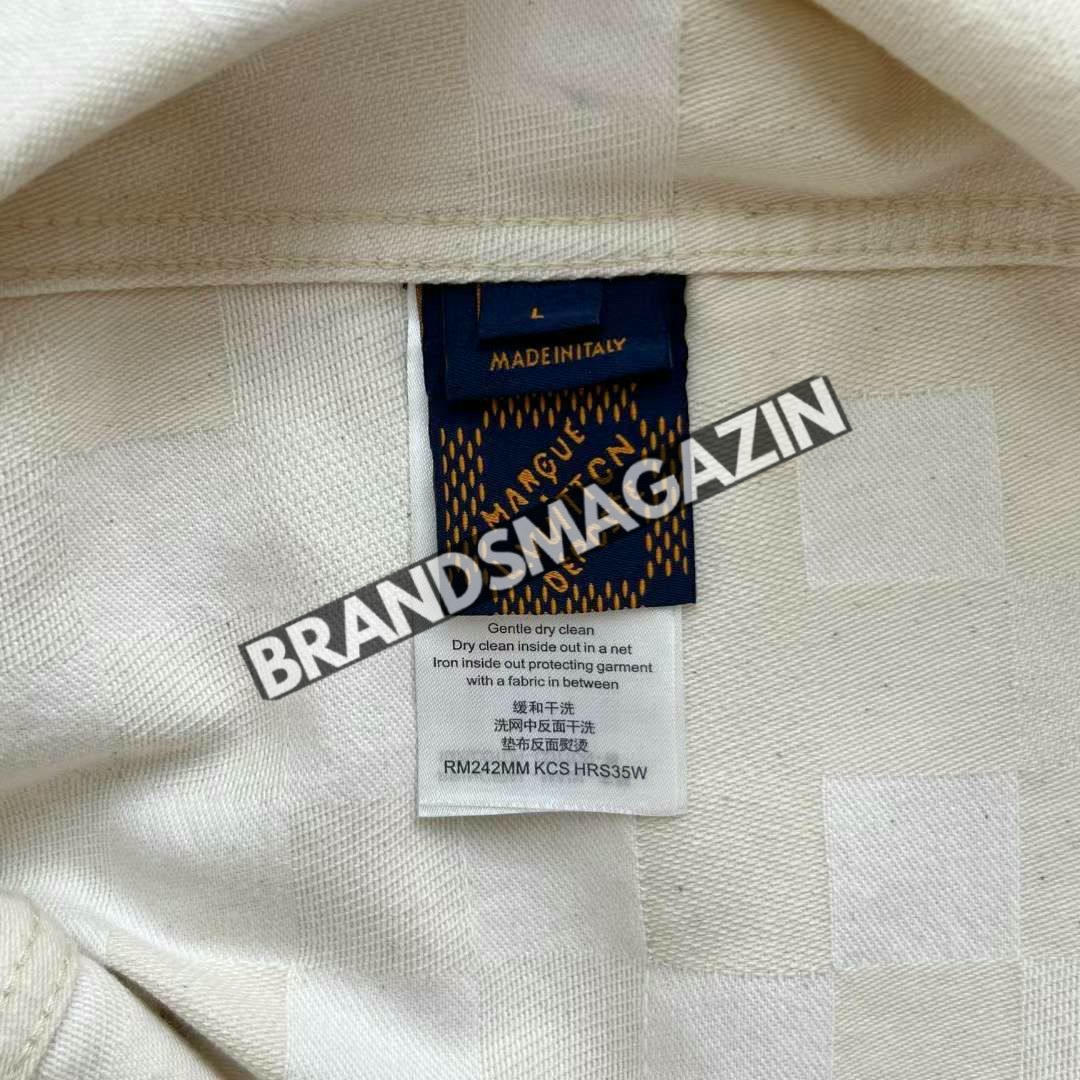 L
MADE IN ITALY
MARQUE
DÉPOSÉE
BRANDSMAGAZIN
Gentle dry clean
Dry clean inside out in a net
Iron inside out protecting garment
with a fabric in between
缓和干洗
洗网中反面干洗
垫布反面熨烫
RM242MM KCS HRS35W